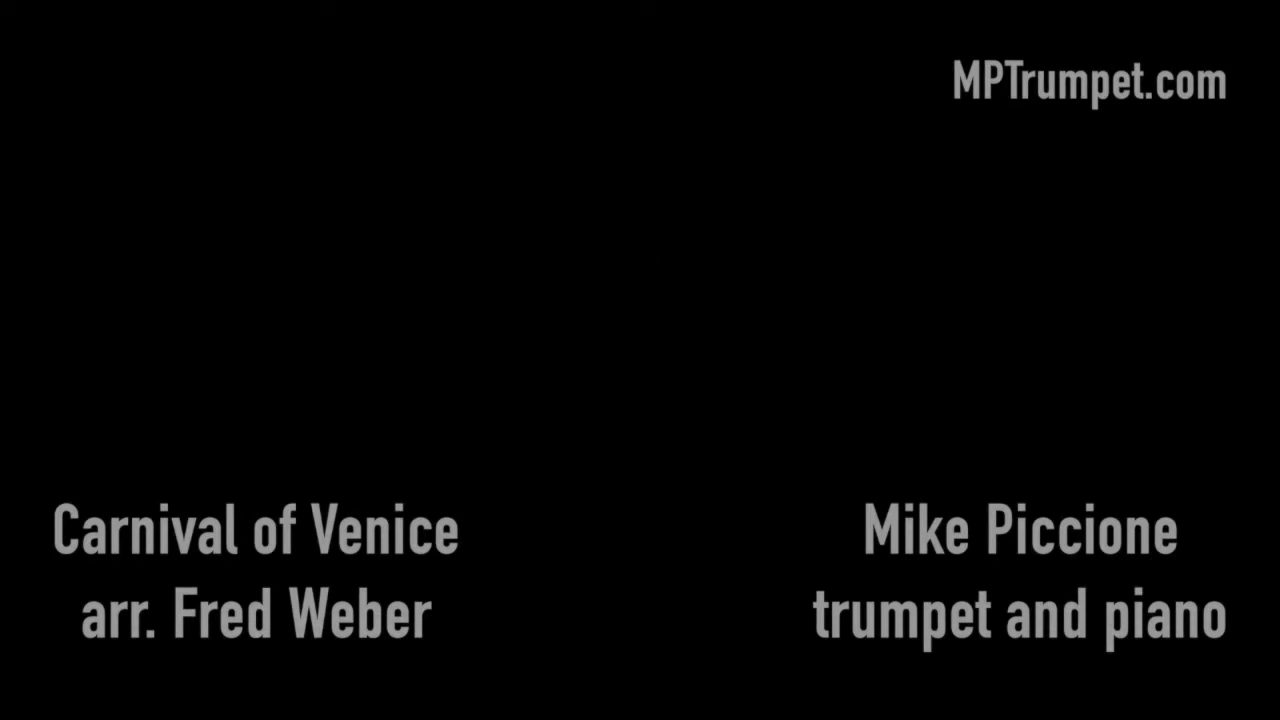 MPTrumpet.com
Carnival of Venice
arr. Fred Weber
Mike Piccione
trumpet and piano